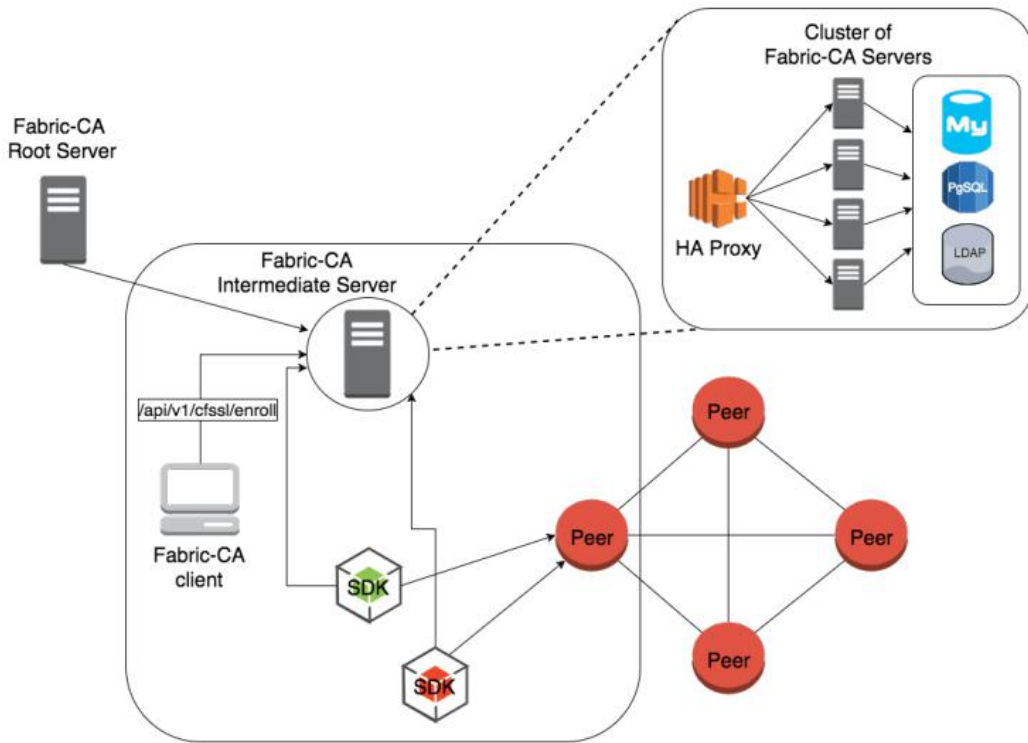 Cluster of
Fabric-CA Servers
My
PgSQL
LDAP
HA Proxy
Fabric-CA
Root Server
Fabric-CA
Intermediate Server
/api/v1/cfssl/enroll
Fabric-CA
client
SDK
SDK
Peer
Peer
Peer
Peer